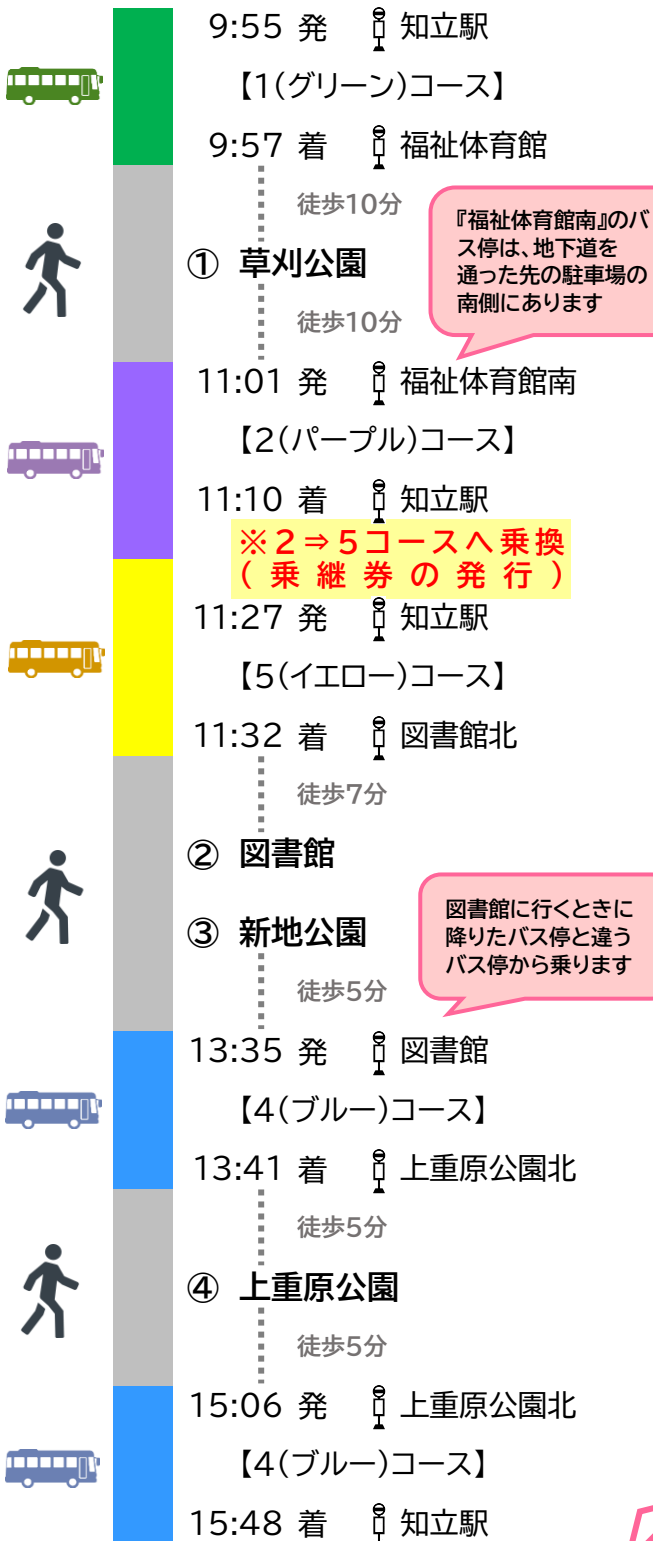 9:55 発 知立駅
【1(グリーン)コース】
9:57 着 福祉体育館
徒歩10分
『福祉体育館南』のバ
ス停は、地下道を
通った先の駐車場の
南側にあります
① 草刈公園
徒歩10分
11:01 発 福祉体育館南
【2(パープル)コース】
11:10 着 知立駅
※2⇒5コースへ乗換
(乗継券の発行)
11:27 発 知立駅
【5(イエロー)コース】
11:32 着 図書館北
徒歩7分
② 図書館
図書館に行くときに
降りたバス停と違う
バス停から乗ります
③ 新地公園
徒歩5分
13:35 発 図書館
【4(ブルー)コース】
13:41 着 上重原公園北
徒歩5分
④ 上重原公園
徒歩5分
15:06 発 上重原公園北
【4(ブルー)コース】
15:48 着 知立駅